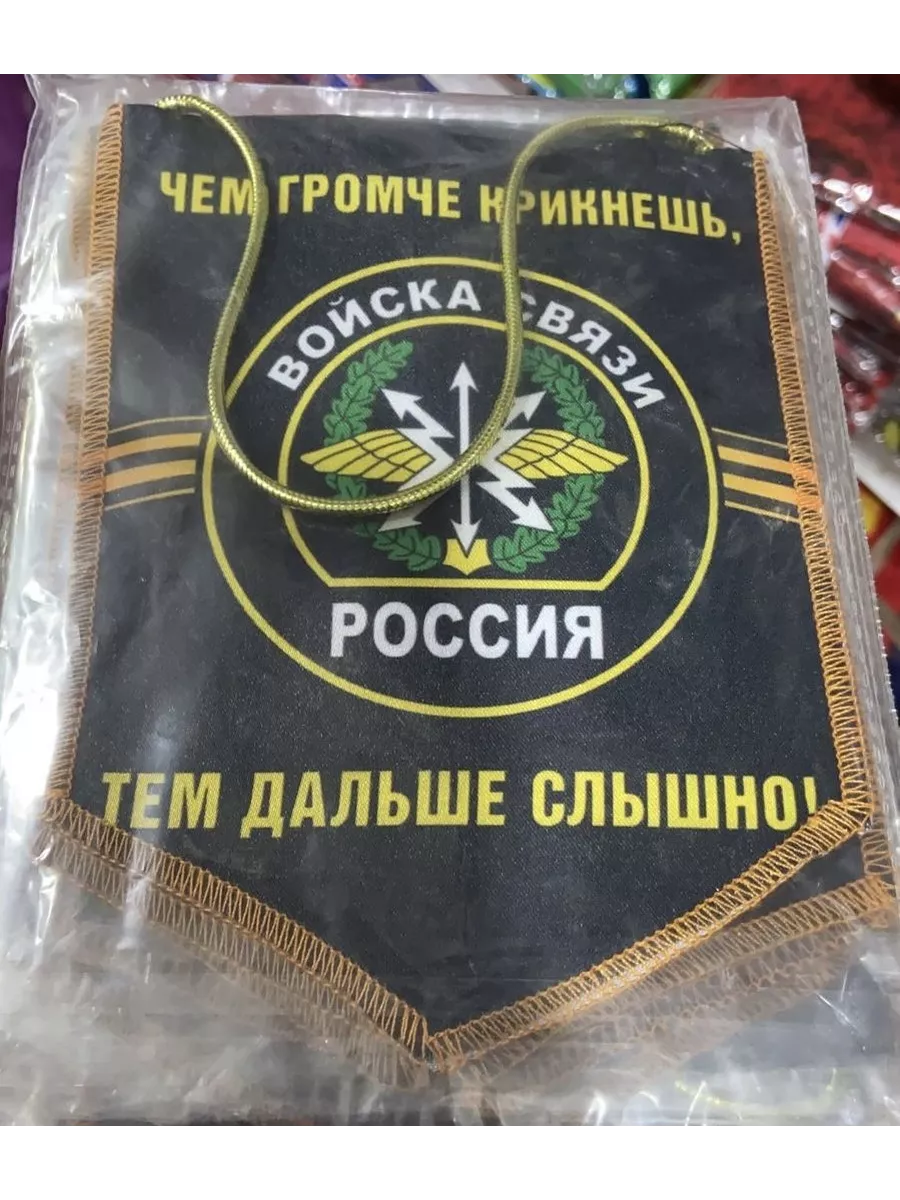 ЧЕМ ГРОМЧЕ КРИКНЕШЬ,
ВОЙСКА СВЯЗИ
РОССИЯ
ТЕМ ДАЛЬШЕ СЛЫШНО!